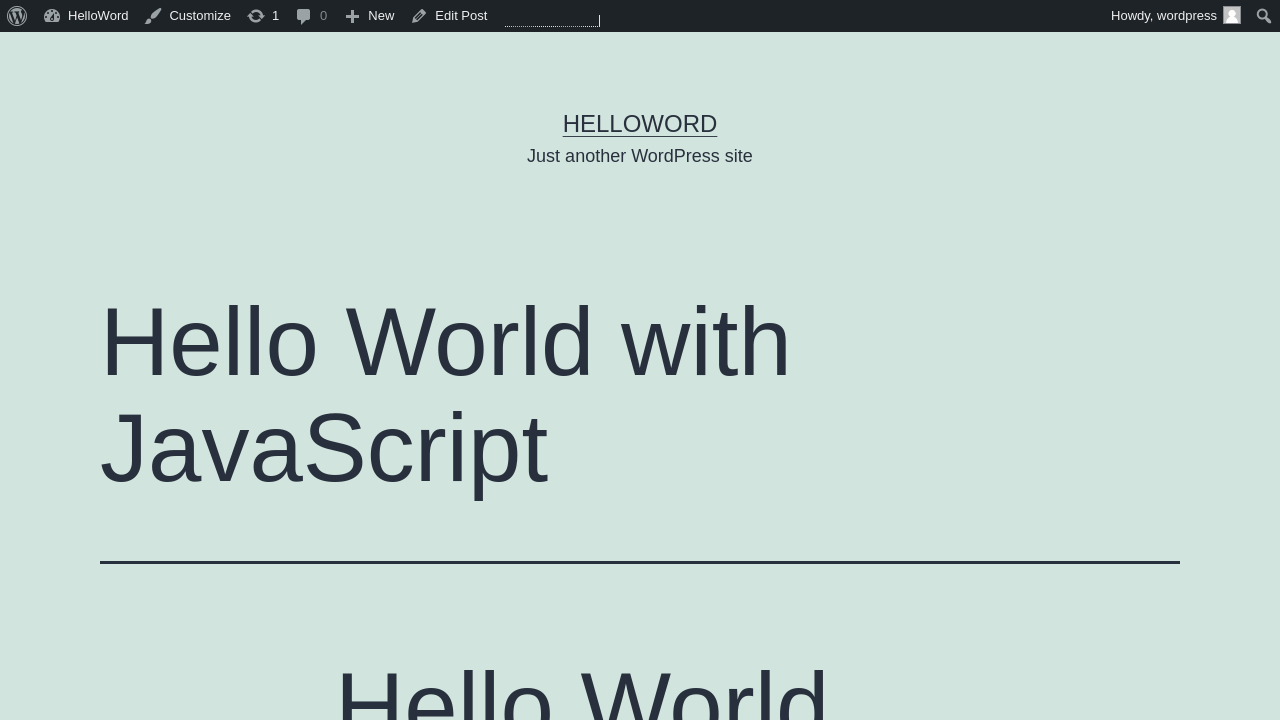 HelloWord Customize 1 0 New Edit Post Howdy, wordpress
HELLOWORD
Just another WordPress site
Hello World with
JavaScript
Hello World